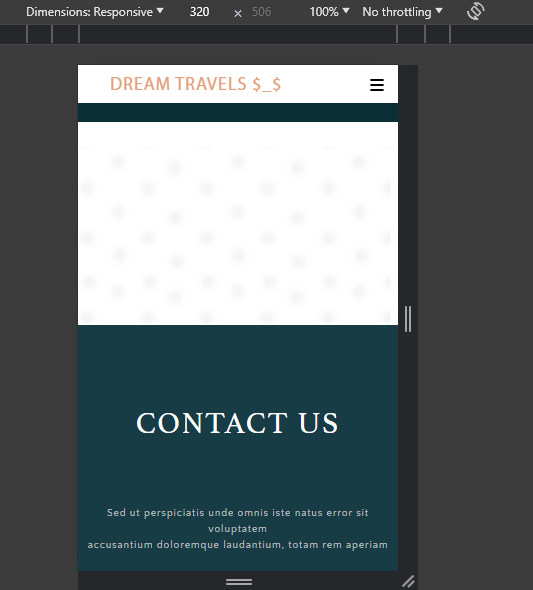 Dimensions: Responsive 320 × 506 100% No throttling
DREAM TRAVELS $_$
CONTACT US
Sed ut perspiciatis unde omnis iste natus error sit
voluptatem
accusantium doloremque laudantium, totam rem aperiam